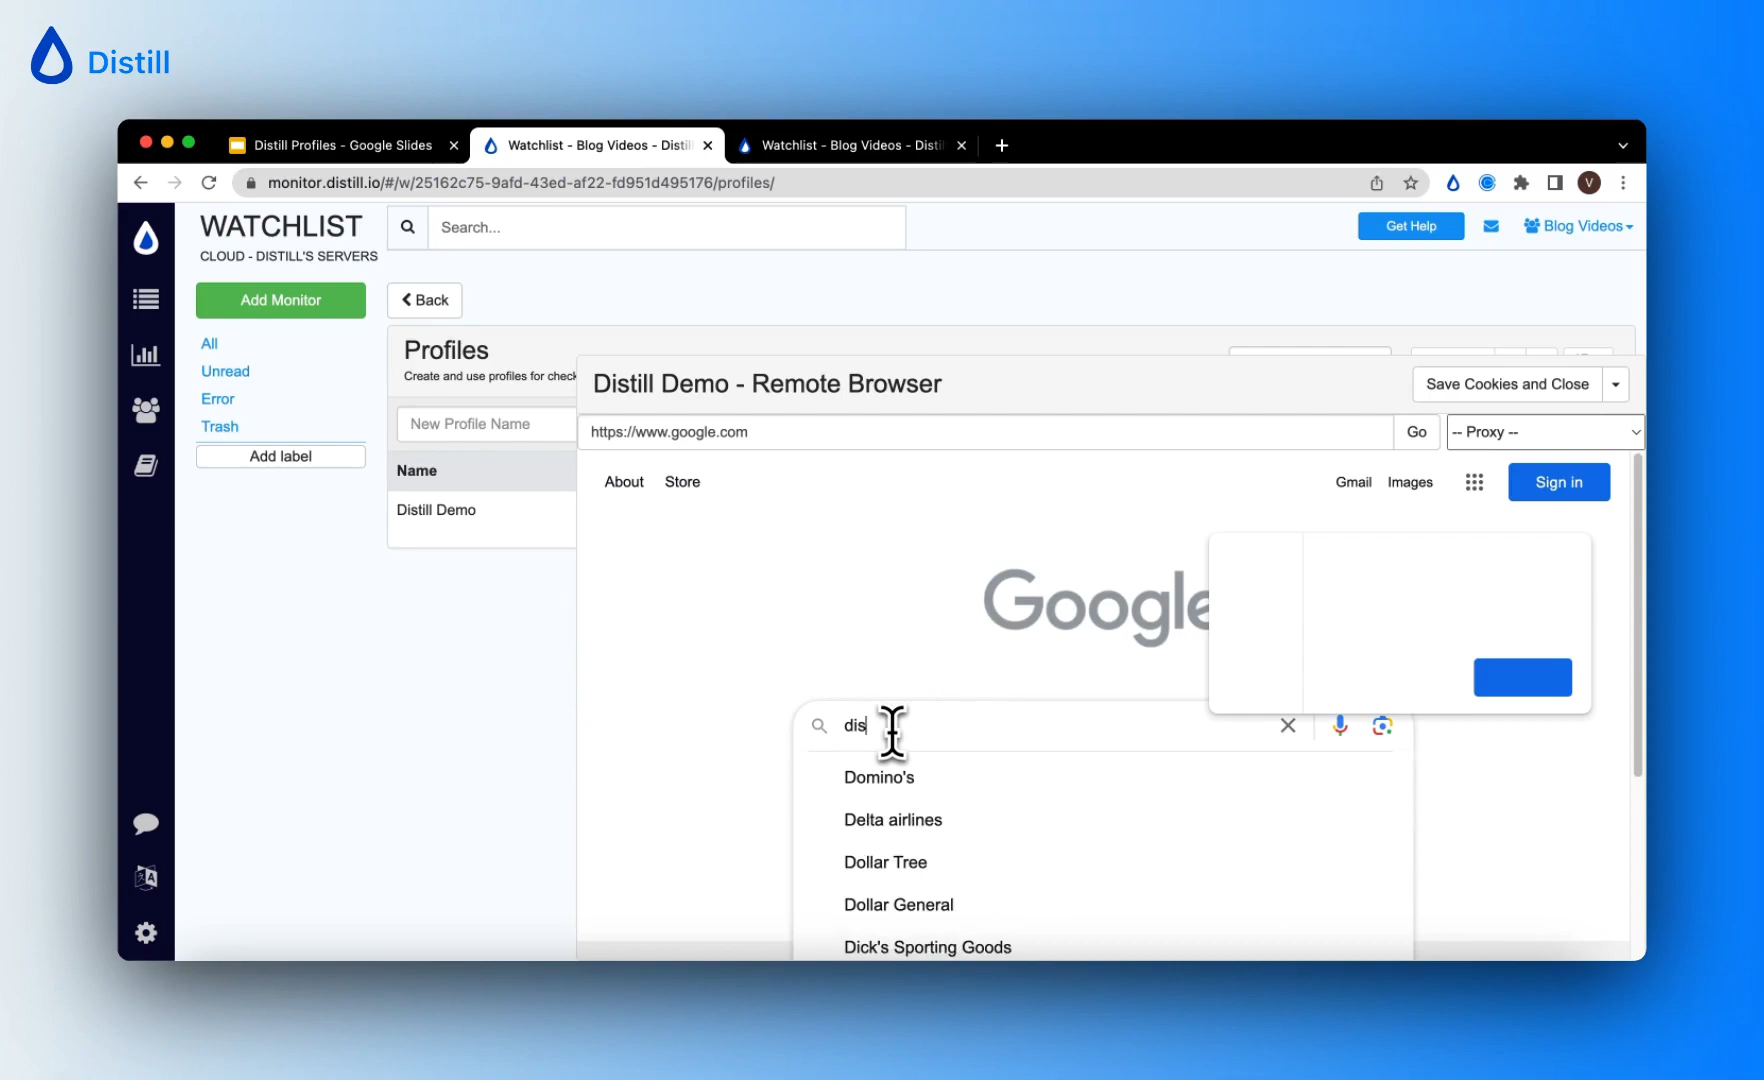 Distill
Distill Profiles - Google Slides
Watchlist - Blog Videos - Distill
Watchlist - Blog Videos - Distill
monitor.distill.io/#/w/25162c75-9afd-43ed-af22-fd951d495176/profiles/
V
WATCHLIST
CLOUD - DISTILL'S SERVERS
Search...
Get Help
Blog Videos
Add Monitor
Back
All
Unread
Error
Trash
Add label
Profiles
Create and use profiles for check
New Profile Name
Name
Distill Demo
Distill Demo - Remote Browser
Save Cookies and Close
https://www.google.com
Go
-- Proxy --
About
Store
Gmail
Images
Sign in
Google
dis
Domino's
Delta airlines
Dollar Tree
Dollar General
Dick's Sporting Goods